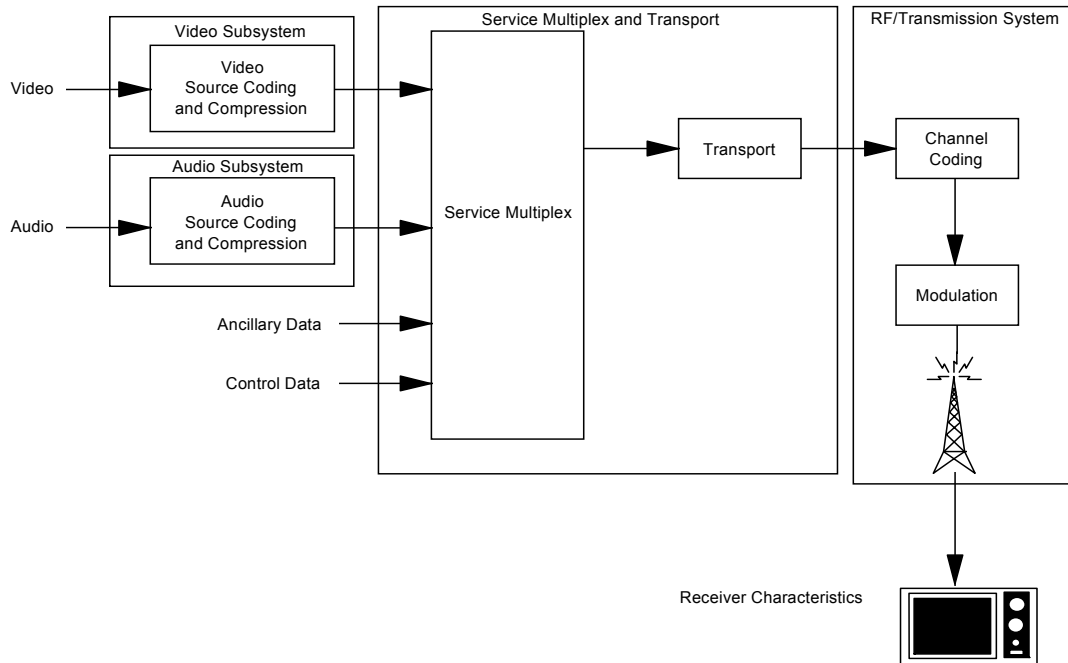 Service Multiplex and Transport
RF/Transmission System
Video Subsystem
Video
Video
Source Coding
and Compression
Audio Subsystem
Audio
Audio
Source Coding
and Compression
Ancillary Data
Control Data
Service Multiplex
Transport
Channel
Coding
Modulation
Receiver Characteristics